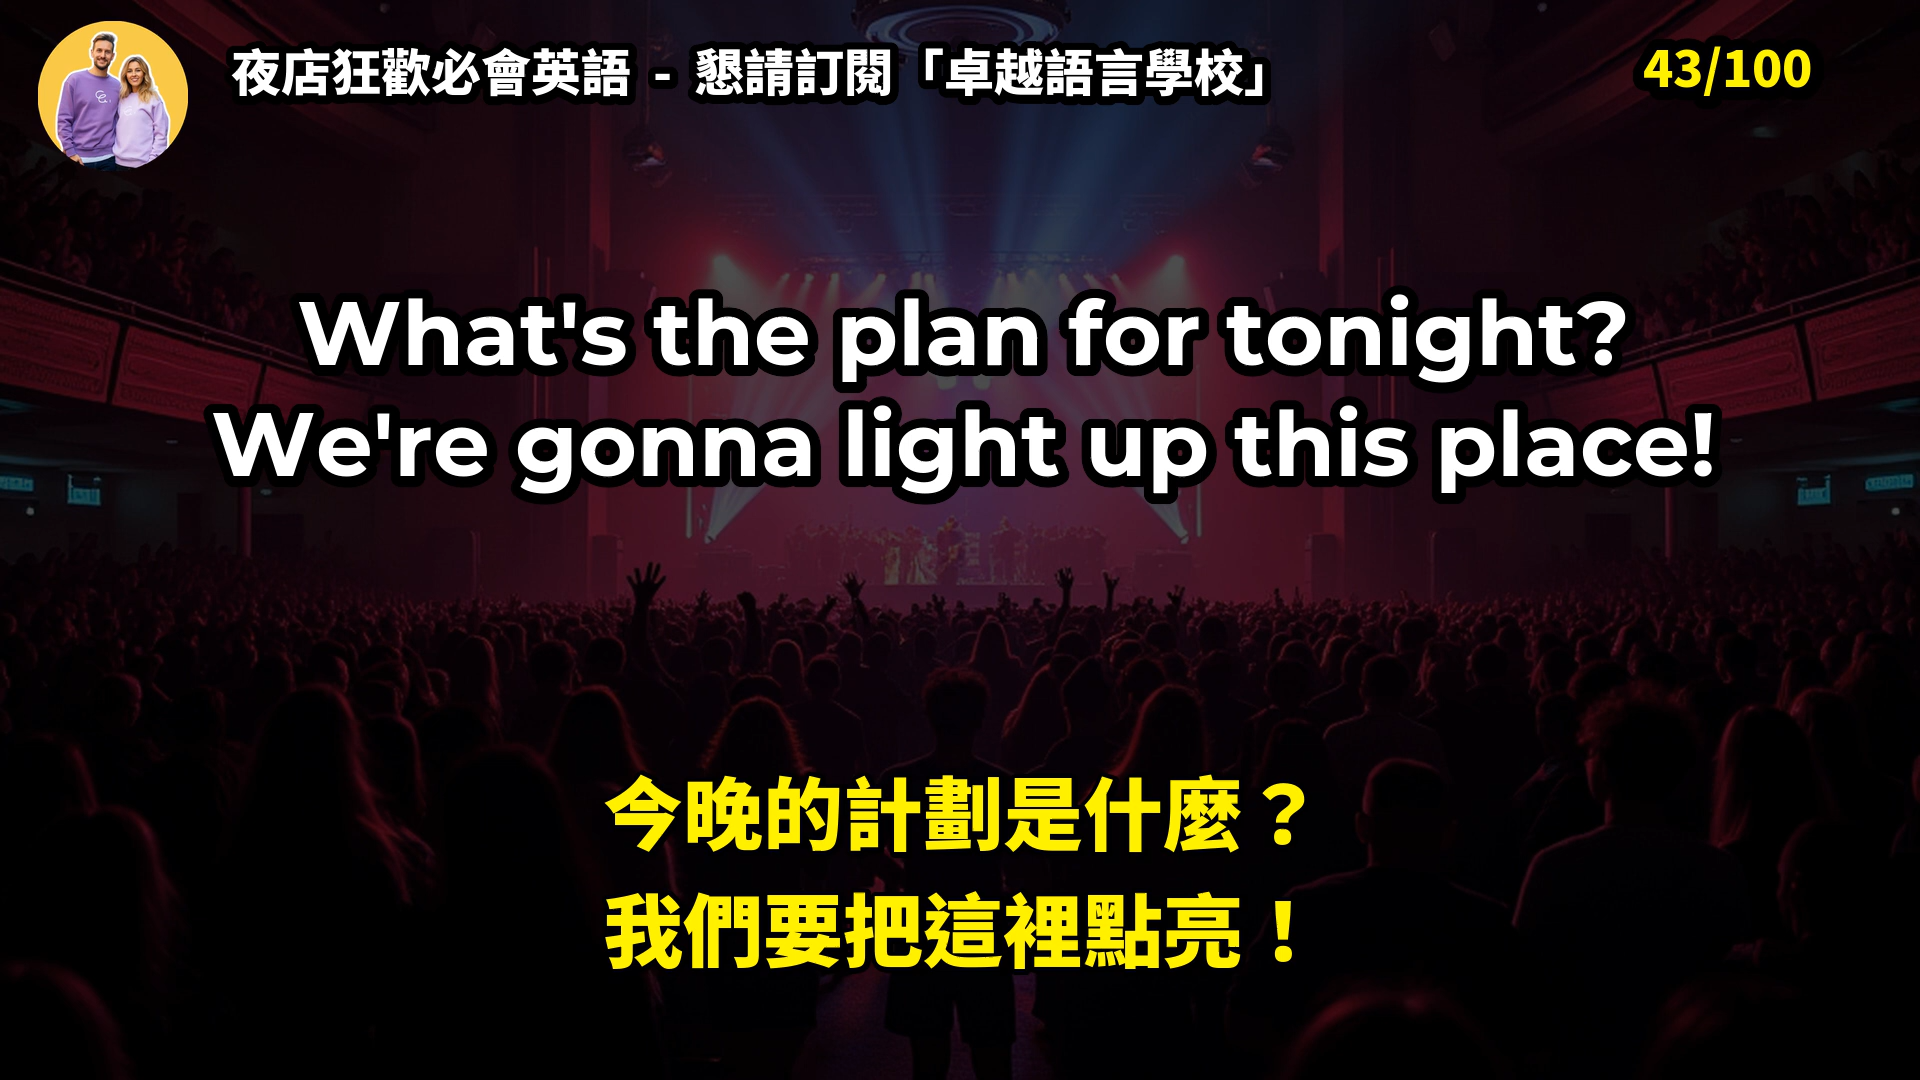 夜店狂歡必會英語 - 懇請訂閱「卓越語言學校」
43/100
What's the plan for tonight?
We're gonna light up this place!
今晚的計劃是什麼？
我們要把這裡點亮！